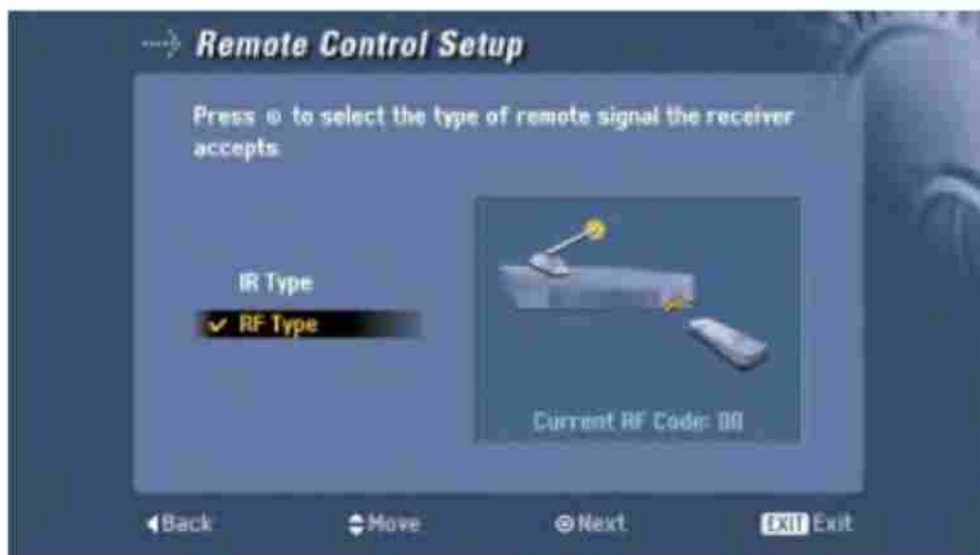 Remote Control Setup
Press ⊙ to select the type of remote signal the receiver
accepts.
IR Type
✓ RF Type
Current RF Code: 00
Back Move Next EXIT Exit